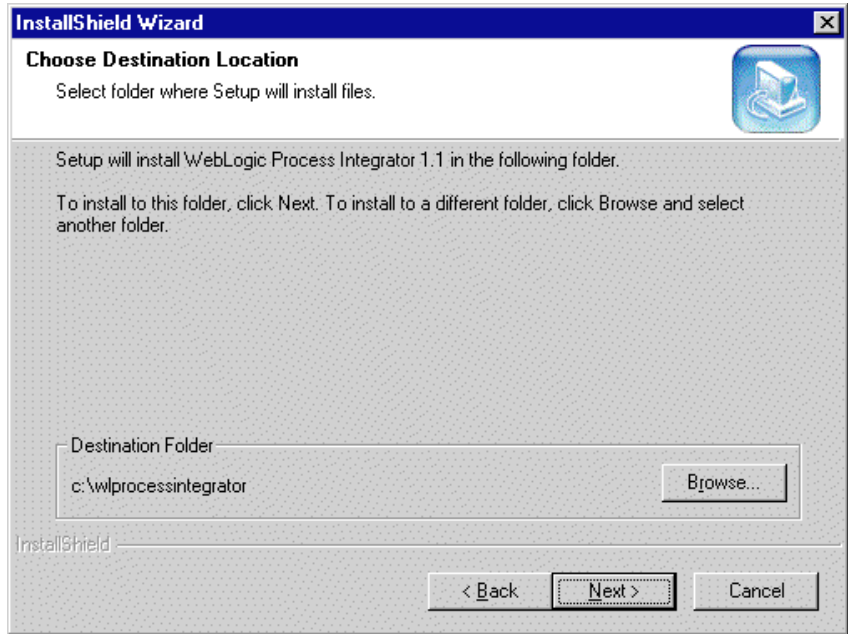 InstallShield Wizard
Choose Destination Location
Select folder where Setup will install files.
Setup will install WebLogic Process Integrator 1.1 in the following folder.
To install to this folder, click Next. To install to a different folder, click Browse and select
another folder.
Destination Folder
c:\wlprocessintegrator
Browse...
InstallShield
< Back
Next >
Cancel